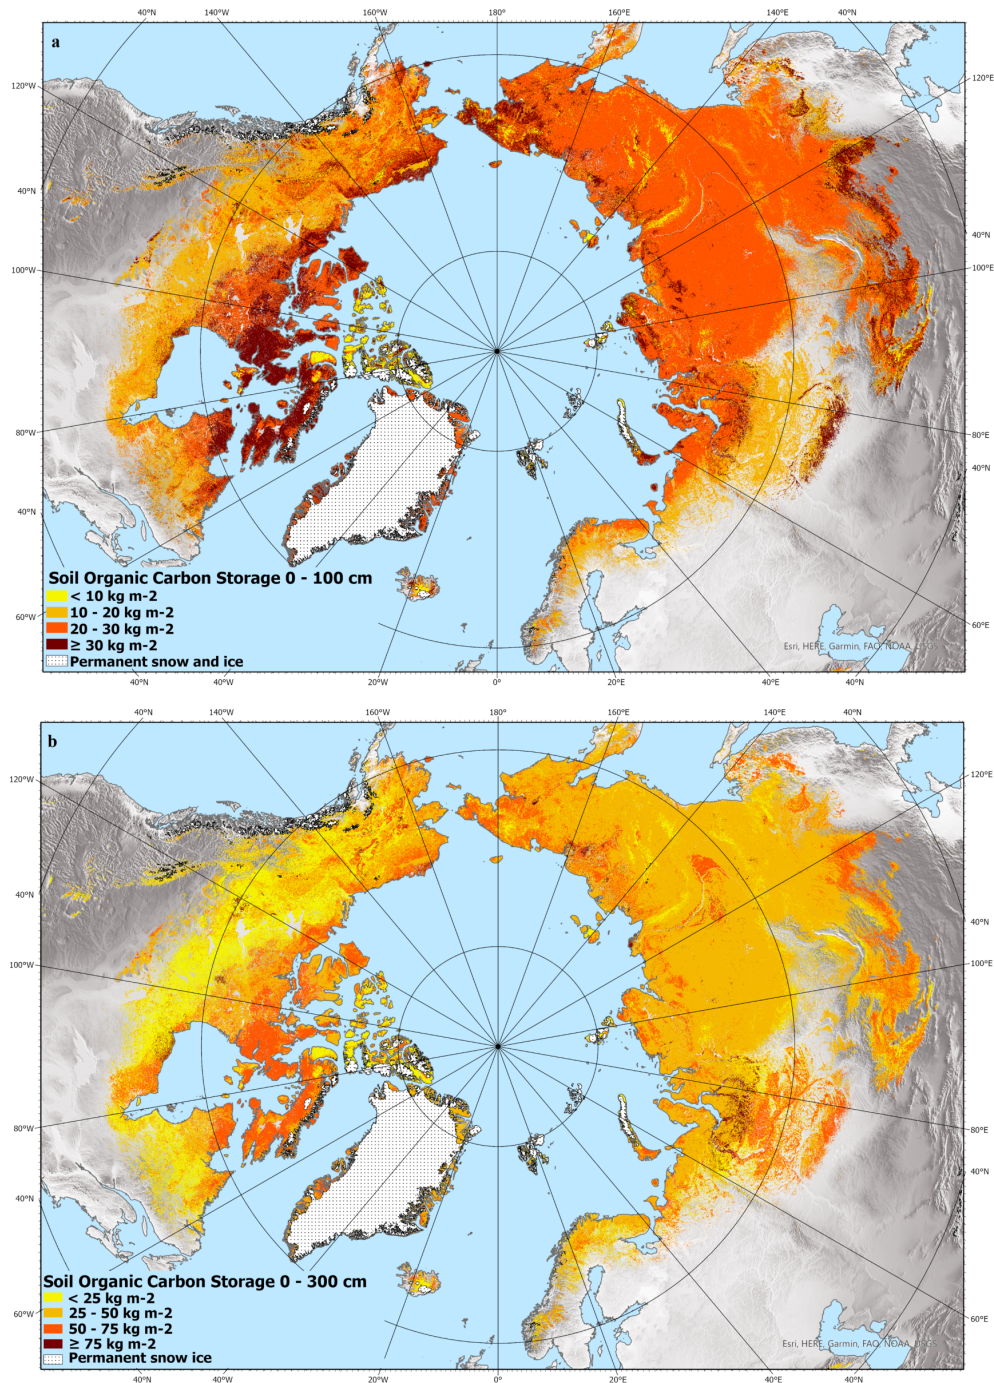 40°N 140°W 160°W 180° 160°E 140°E 40°N
a
120°W 120°E
40°N 40°N
100°W 100°E
80°W 80°E
40°N
40°N
Soil Organic Carbon Storage 0 - 100 cm
< 10 kg m-2
10 - 20 kg m-2
60°W 60°E
20 - 30 kg m-2
≥ 30 kg m-2
Esri, HERE, Garmin, FAO, NOAA, USGS
Permanent snow and ice
40°N 40°W 20°W 0° 20°E 40°E 40°N
40°N 140°W 160°W 180° 160°E 140°E 40°N
b
120°W 120°E
40°N
40°N
100°W 100°E
80°W 80°E
40°N
40°N
Soil Organic Carbon Storage 0 - 300 cm
< 25 kg m-2
25 - 50 kg m-2
60°W 60°E
50 - 75 kg m-2
≥ 75 kg m-2
Esri, HERE, Garmin, FAO, NOAA, USGS
Permanent snow ice
40°N 40°W 20°W 0° 20°E 40°E 40°N